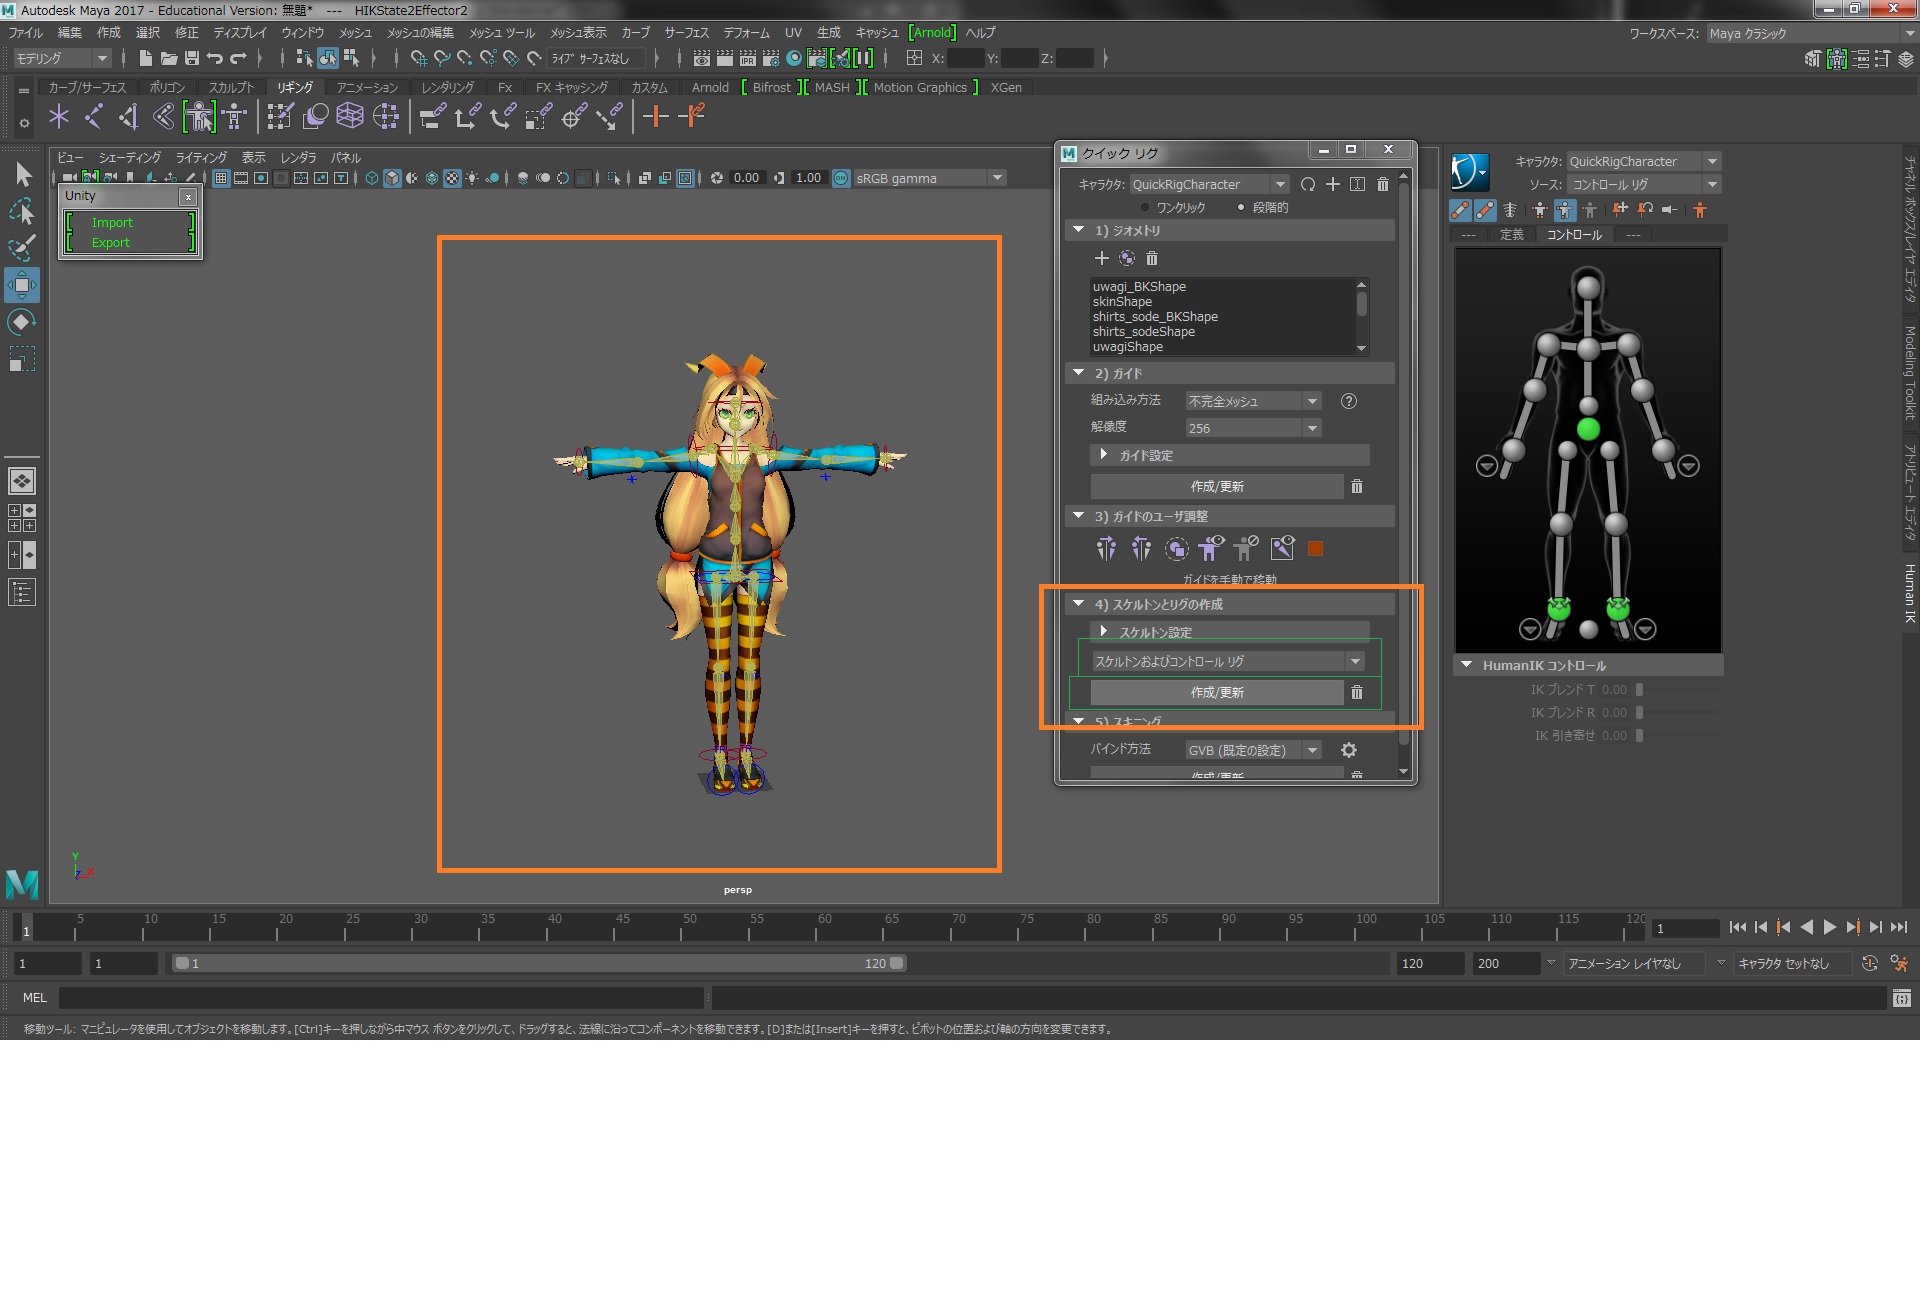 Autodesk Maya 2017 - Educational Version: 無題*   ---   HIKState2Effector2
ファイル 編集 作成 選択 修正 ディスプレイ ウィンドウ メッシュ メッシュの編集 メッシュ ツール メッシュ表示 カーブ サーフェス デフォーム UV 生成 キャッシュ [Arnold] ヘルプ
ワークスペース: Maya クラシック
モデリング
ライブ サーフェスなし
X: Y: Z:
カーブ/サーフェス ポリゴン スカルプト リギング アニメーション レンダリング Fx FX キャッシング カスタム Arnold [ Bifrost ][ MASH ][ Motion Graphics ] XGen
ビュー シェーディング ライティング 表示 レンダラ パネル
0.00 1.00 sRGB gamma
Unity
Import
Export
persp
Y
Z X
クイック リグ
キャラクタ: QuickRigCharacter
ワンクリック 段階的
1) ジオメトリ
uwagi_BKShape
skinShape
shirts_sode_BKShape
shirts_sodeShape
uwagiShape
2) ガイド
組み込み方法 不完全メッシュ
解像度 256
ガイド設定
作成/更新
3) ガイドのユーザ調整
ガイドを手動で移動
4) スケルトンとリグの作成
スケルトン設定
スケルトンおよびコントロール リグ
作成/更新
5) スキニング
バインド方法 GVB (既定の設定)
作成/更新
キャラクタ: QuickRigCharacter
ソース: コントロール リグ
--- 定義 コントロール ---
HumanIK コントロール
IK ブレンド T 0.00
IK ブレンド R 0.00
IK 引き寄せ 0.00
チャネル ボックス/レイヤ エディタ
Modeling Toolkit
アトリビュート エディタ
Human IK
1 5 10 15 20 25 30 35 40 45 50 55 60 65 70 75 80 85 90 95 100 105 110 115 120
1
1 1 1 120 120 200 アニメーション レイヤなし キャラクタ セットなし
MEL
移動ツール: マニピュレータを使用してオブジェクトを移動します。[Ctrl]キーを押しながら中マウス ボタンをクリックして、ドラッグすると、法線に沿ってコンポーネントを移動できます。[D]または[Insert]キーを押すと、ピボットの位置および軸の方向を変更できます。